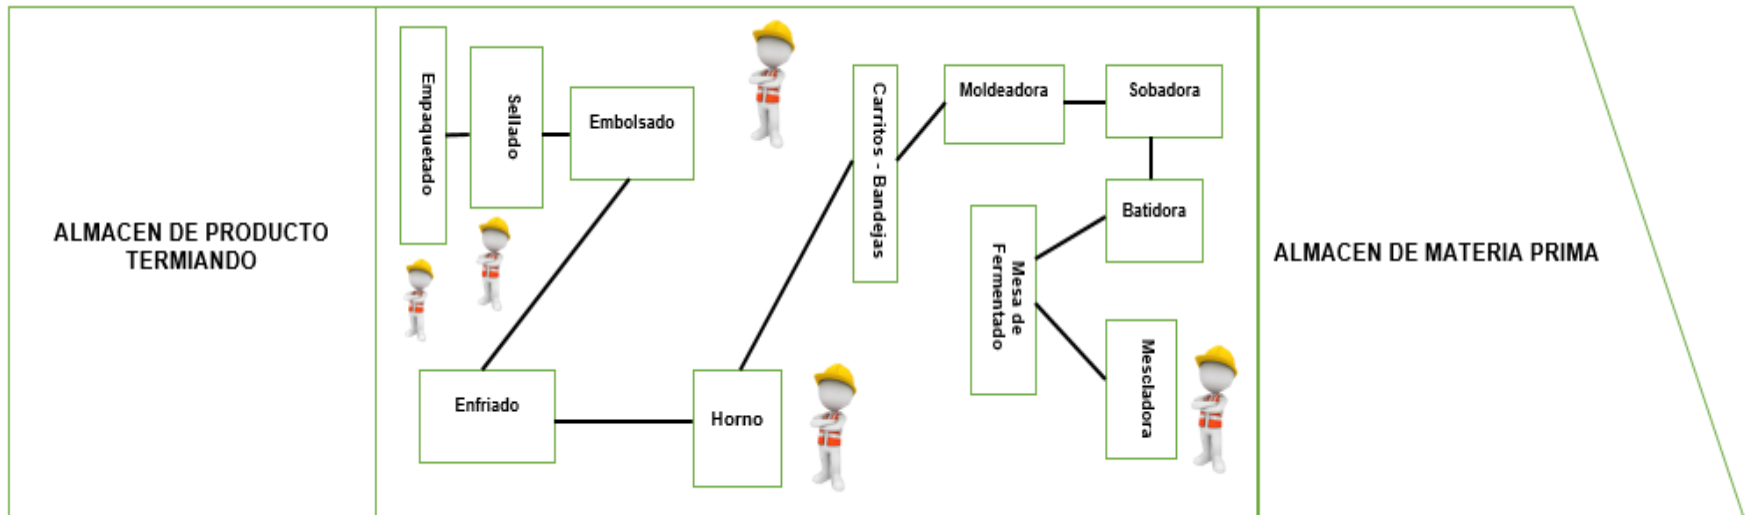 ALMACEN DE PRODUCTO
TERMIANDO
Empaquetado
Sellado
Embolsado
Enfriado
Horno
Carritos - Bandejas
Moldeadora
Sobadora
Batidora
Mesa de
Fermentado
Mescladora
ALMACEN DE MATERIA PRIMA